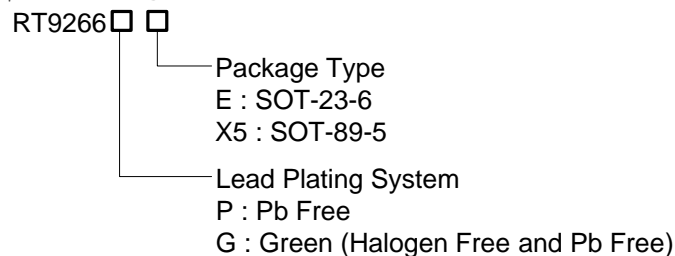 RT9266□ □
Package Type
E : SOT-23-6
X5 : SOT-89-5
Lead Plating System
P : Pb Free
G : Green (Halogen Free and Pb Free)